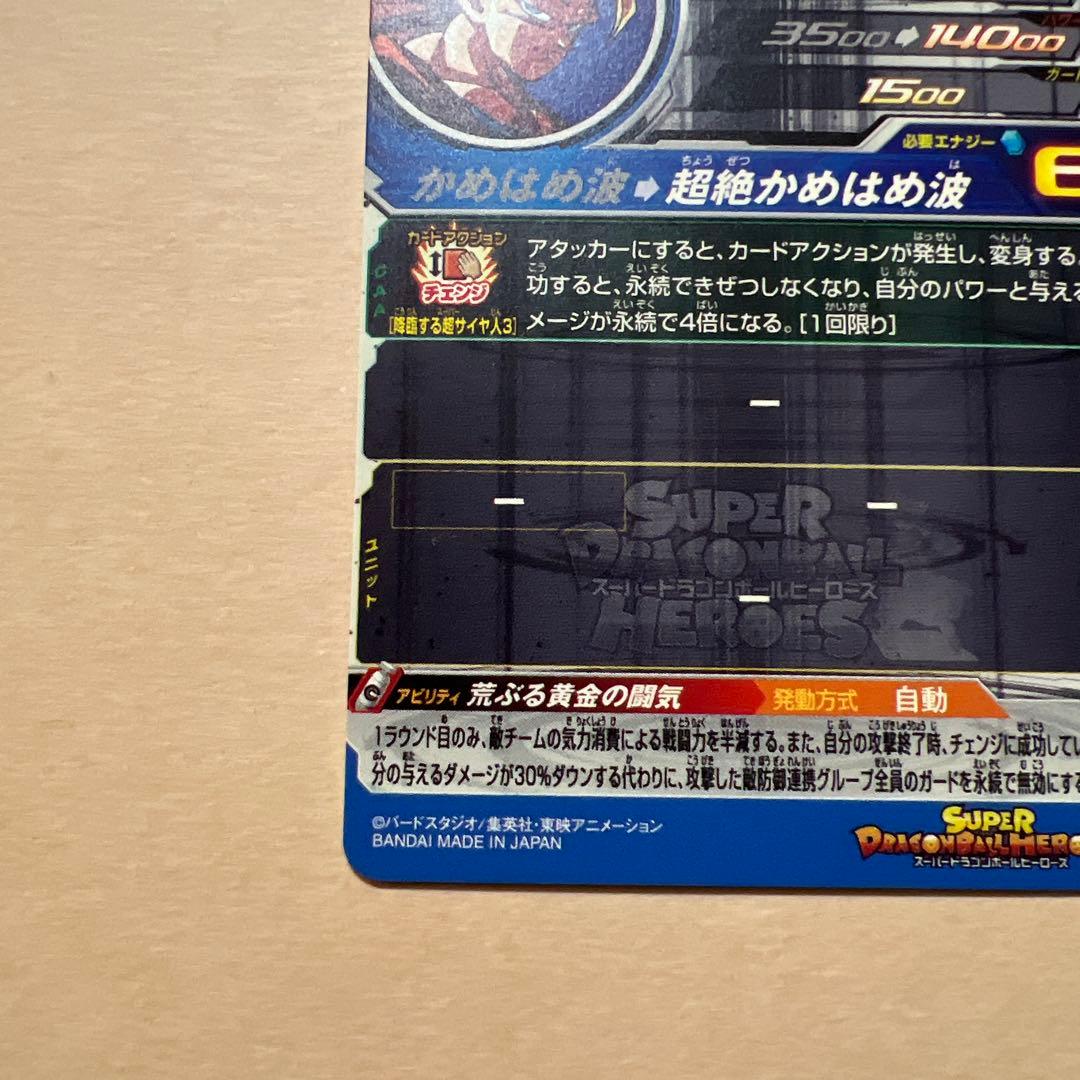 3500 → 14000
1500
必要エナジー
かめはめ波 → 超絶かめはめ波
カードアクション
チェンジ
[降臨する超サイヤ人3]
CAA
アタッカーにすると、カードアクションが発生し、変身する。
功すると、永続できぜつしなくなり、自分のパワーと与える
メージが永続で4倍になる。[1回限り]
ー
ー ー
ユニット
SUPER
DRAGONBALL
スーパードラゴンボールヒーローズ
HEROES
ー
アビリティ 荒ぶる黄金の闘気 発動方式 自動
1ラウンド目のみ、敵チームの気力消費による戦闘力を半減する。また、自分の攻撃終了時、チェンジに成功してい
分の与えるダメージが30%ダウンする代わりに、攻撃した敵防御連携グループ全員のガードを永続で無効にする
©バードスタジオ/集英社・東映アニメーション
BANDAI MADE IN JAPAN
SUPER
DRAGONBALL HERO
スーパードラゴンボールヒーローズ